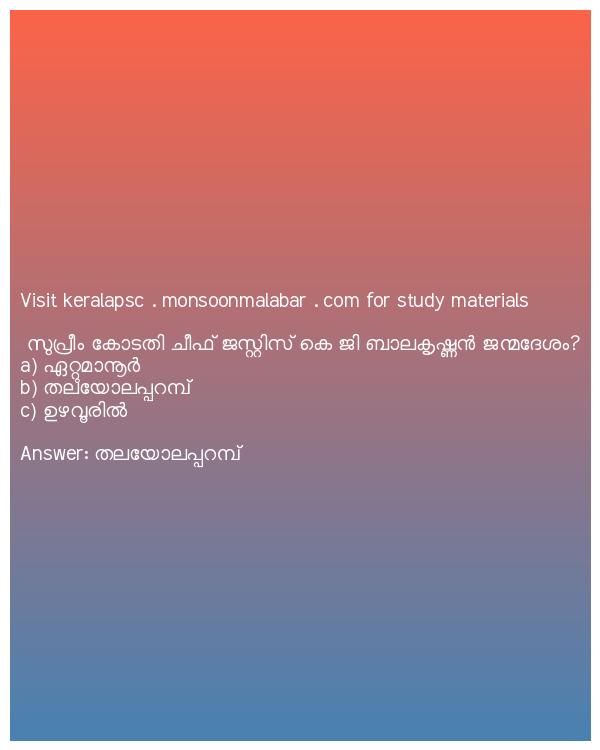 Visit keralapsc . monsoonmalabar . com for study materials
സുപ്രീം കോടതി ചീഫ് ജസ്റ്റിസ് കെ ജി ബാലകൃഷ്ണൻ ജന്മദേശം?
a) ഏറ്റുമാനൂർ
b) തലയോലപ്പറമ്പ്
c) ഉഴവൂരിൽ
Answer: തലയോലപ്പറമ്പ്